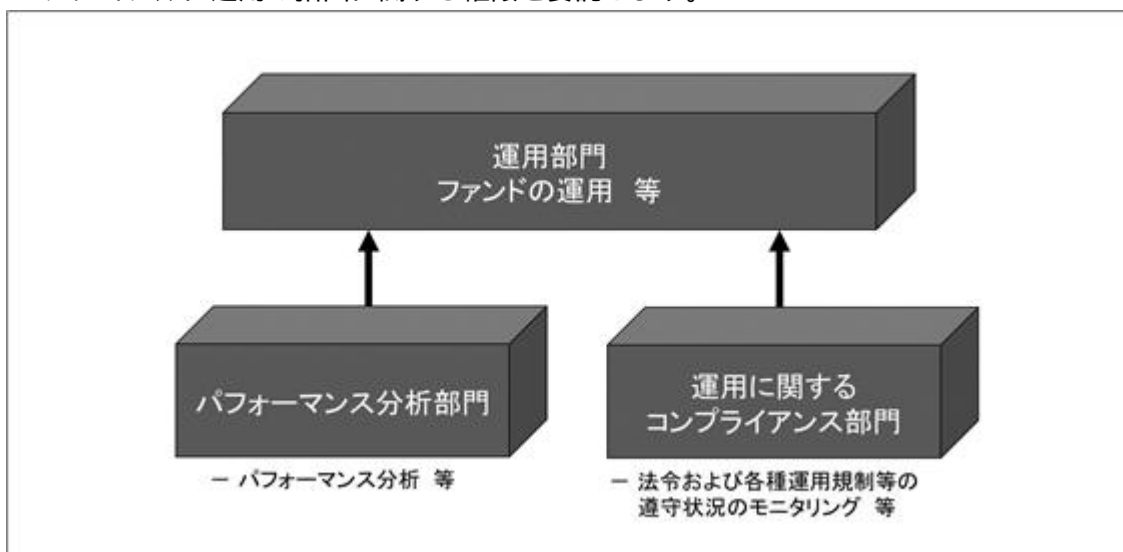 運用部門
ファンドの運用 等
パフォーマンス分析部門
－ パフォーマンス分析 等
運用に関する
コンプライアンス部門
－ 法令および各種運用規制等の
遵守状況のモニタリング 等